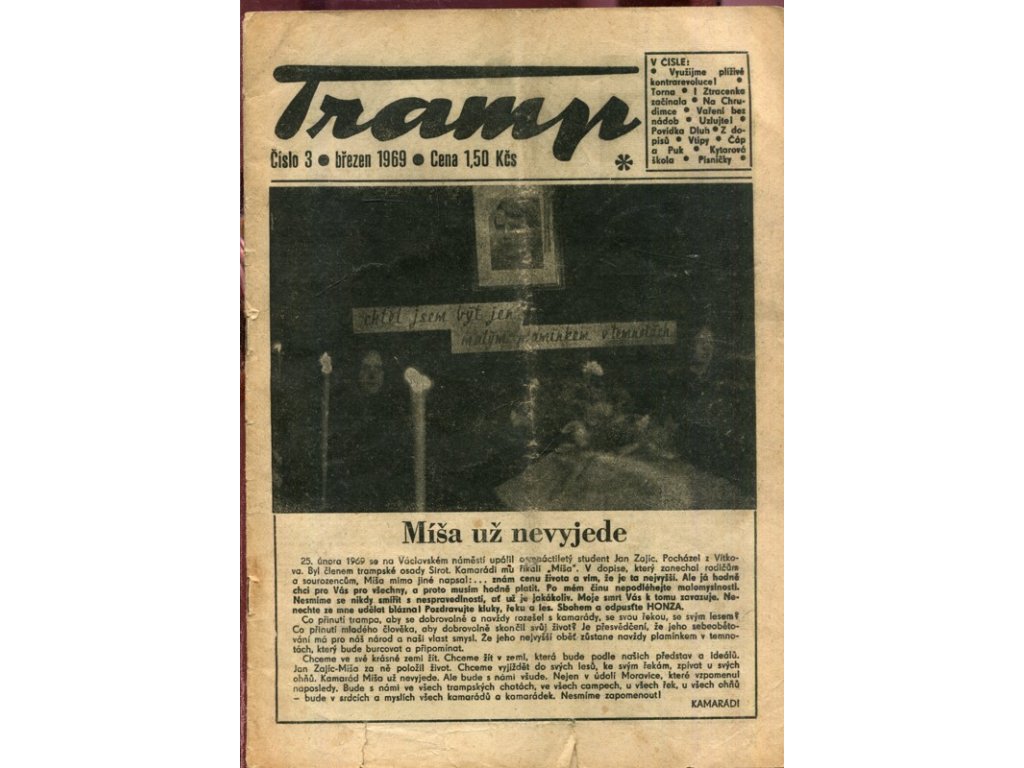 Tramp
Číslo 3 • březen 1969 • Cena 1,50 Kčs
*
V ČISLE:
• Využijme plíživé
kontrarevoluce! •
Torna • I Ztracenka
začínala • Na Chru-
dimce • Vaření bez
nádob • Uzlujte! •
Povídka Dluh • Z do-
pisů • Vtipy • Čáp
a Puk • Kytarová
škola • Písničky •
chtěl jsem být jen
malým plamínkem v temnotách
Míša už nevyjede
25. února 1969 se na Václavském náměstí upálil osmnáctiletý student Jan Zajíc. Pocházel z Vítko-
va. Byl členem trampské osady Sirot. Kamarádi mu říkali „Míša". V dopise, který zanechal rodičům
a sourozencům, Míša mimo jiné napsal: ... znám cenu života a vím, že je ta nejvyšší. Ale já hodně
chci pro Vás pro všechny, a proto musím hodně platit. Po mém činu nepodléhejte malomyslnosti.
Nesmíme se nikdy smířit s nespravedlností, ať už je jakákoliv. Moje smrt Vás k tomu zavazuje. Ne-
nechte ze mne udělat blázna! Pozdravujte kluky, řeku a les. Sbohem a odpusťte HONZA.
Co přinutí trampa, aby se dobrovolně a navždy rozešel s kamarády, se svou řekou, se svým lesem?
Co přinutí mladého člověka, aby dobrovolně skončil svůj život? Je přesvědčení, že jeho sebeoběto-
vání má pro náš národ a naši vlast smysl. Že jeho nejvyšší oběť zůstane navždy plamínkem v temno-
tách, který bude burcovat a připomínat.
Chceme ve své krásné zemi žít. Chceme žít v zemi, která bude podle našich představ a ideálů.
Jan Zajíc-Míša za ně položil život. Chceme vyjíždět do svých lesů, ke svým řekám, zpívat u svých
ohňů. Kamarád Míša už nevyjede. Ale bude s námi všude. Nejen v údolí Moravice, které vzpomenul
naposledy. Bude s námi ve všech trampských chatách, ve všech campech, u všech řek, u všech ohňů
– bude v srdcích a myslích všech kamarádů a kamarádek. Nesmíme zapomenout!
KAMARÁDI